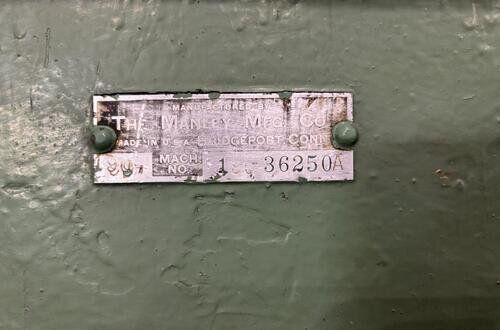 MANUFACTURED BY
THE MANLEY MFG. CO.
MADE IN U.S.A. BRIDGEPORT, CONN.
MACH. NO. 1 36250A